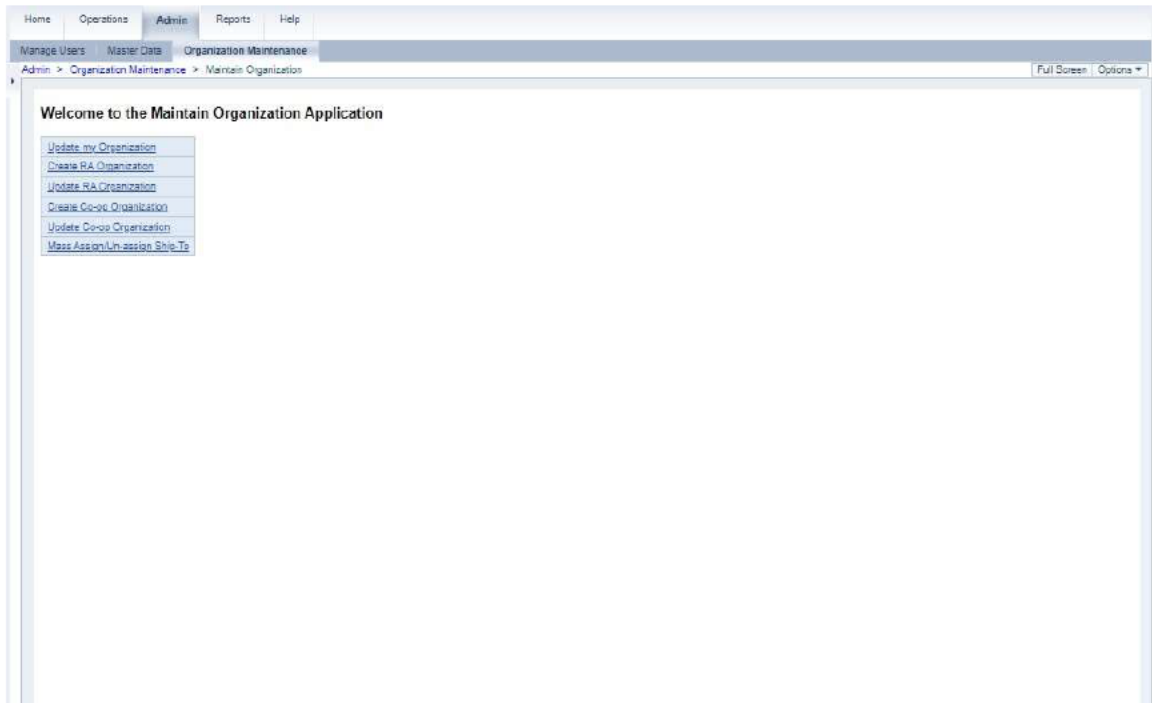 Home Operations Admin Reports Help
Manage Users Master Data Organization Maintenance
Admin > Organization Maintenance > Maintain Organization Full Screen Options
Welcome to the Maintain Organization Application
Update my Organization
Create RA Organization
Update RA Organization
Create Co-op Organization
Update Co-op Organization
Mass Assign/Un-assign Ship-To